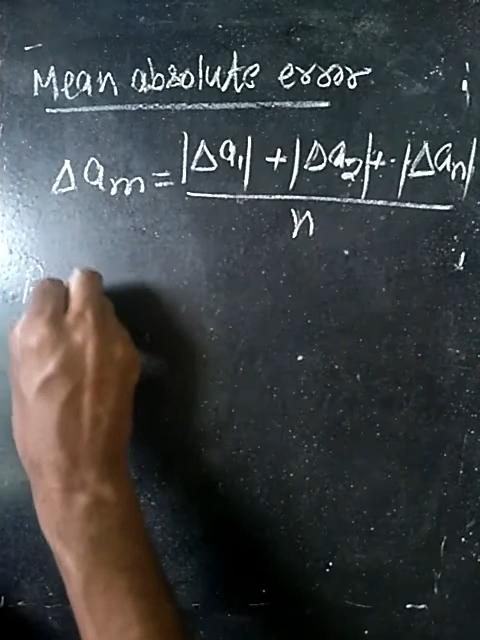 Mean absolute error
Δam = |Δa₁| + |Δa₂| + · |Δan|
n